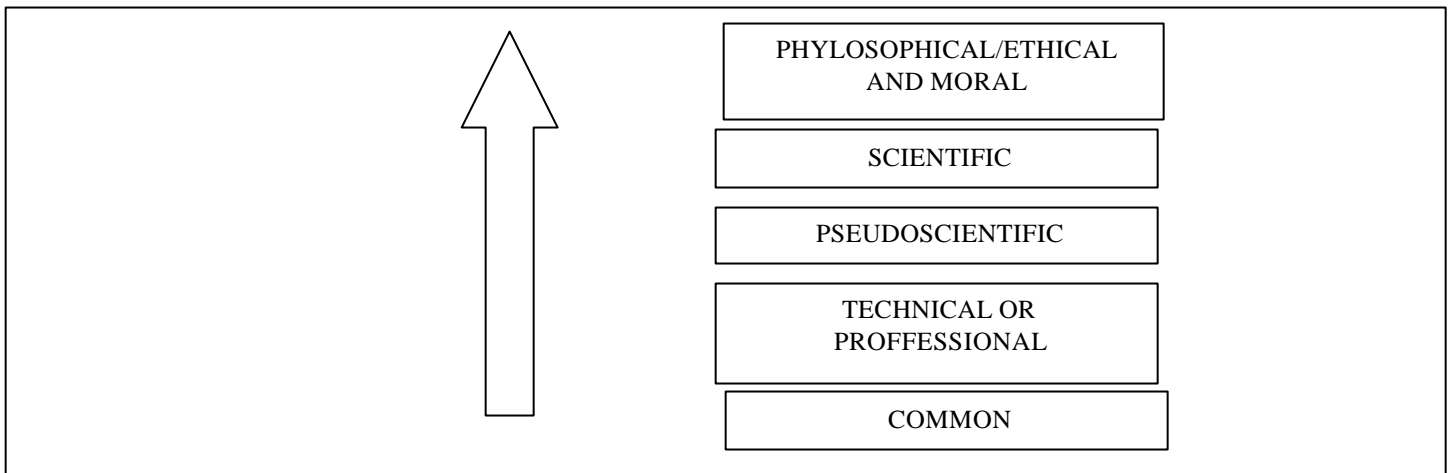 PHYLOSOPHICAL/ETHICAL
AND MORAL
SCIENTIFIC
PSEUDOSCIENTIFIC
TECHNICAL OR
PROFFESSIONAL
COMMON